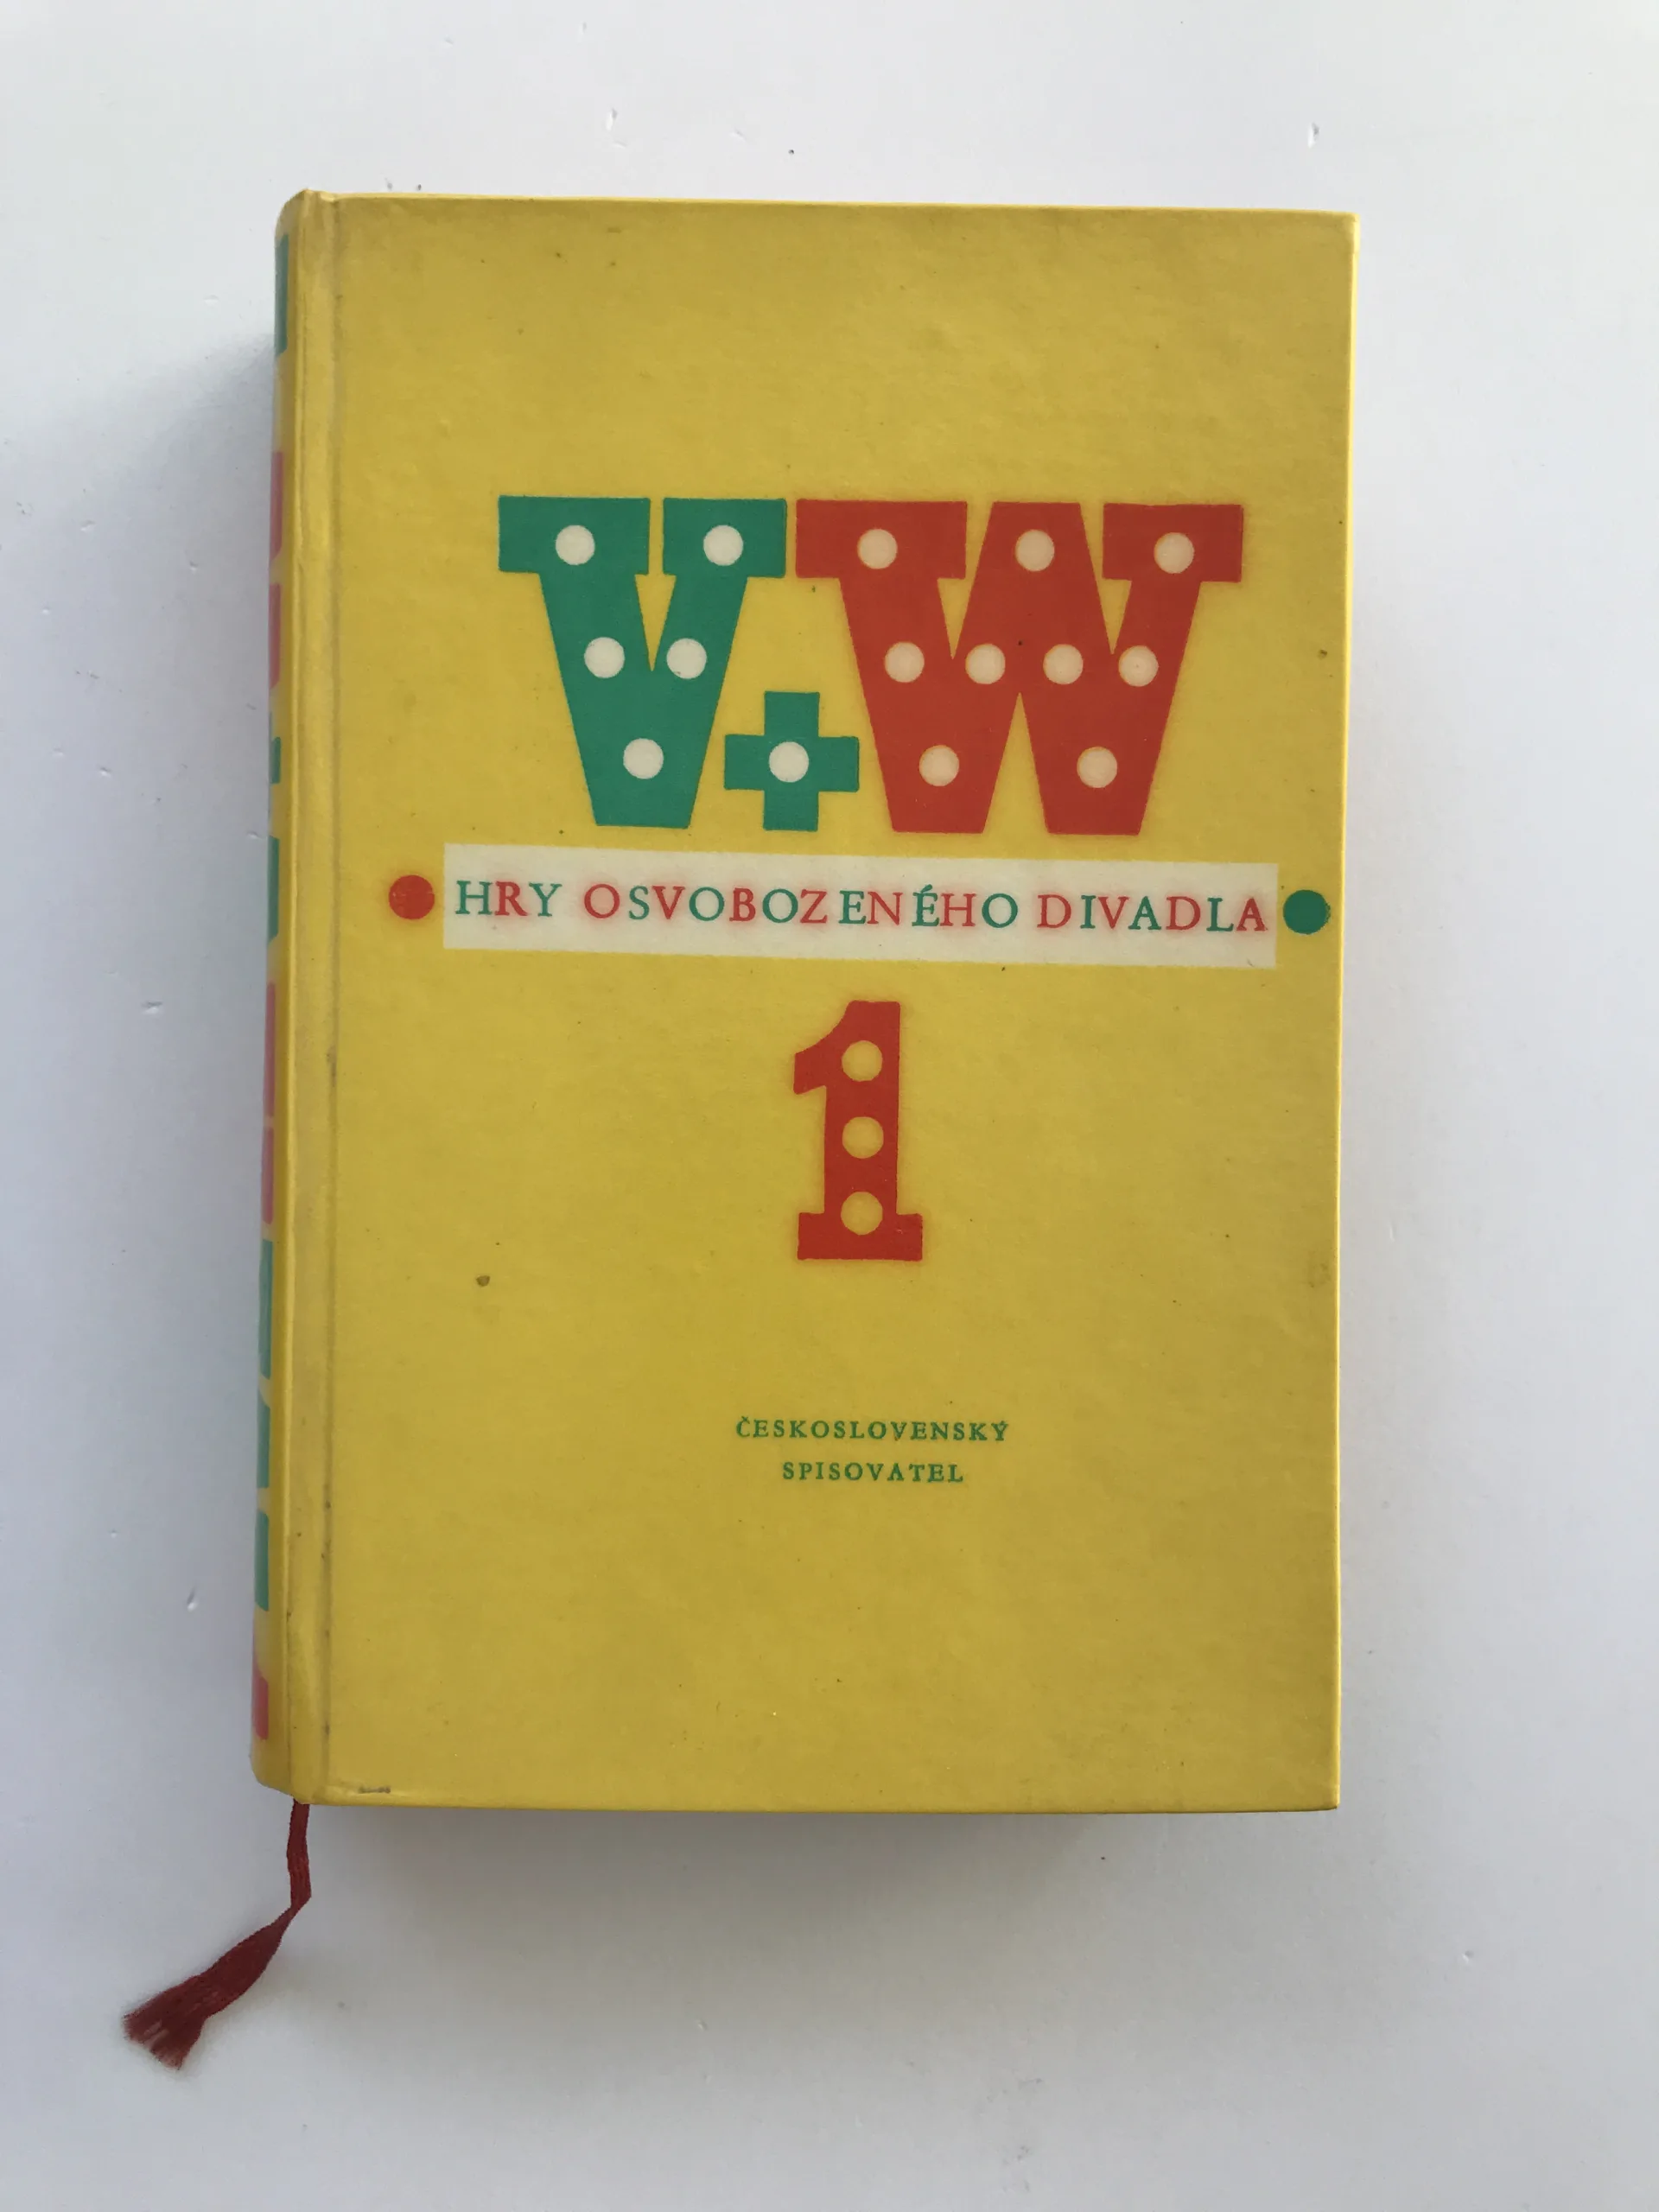 V+W
HRY OSVOBOZENÉHO DIVADLA
1
ČESKOSLOVENSKÝ
SPISOVATEL